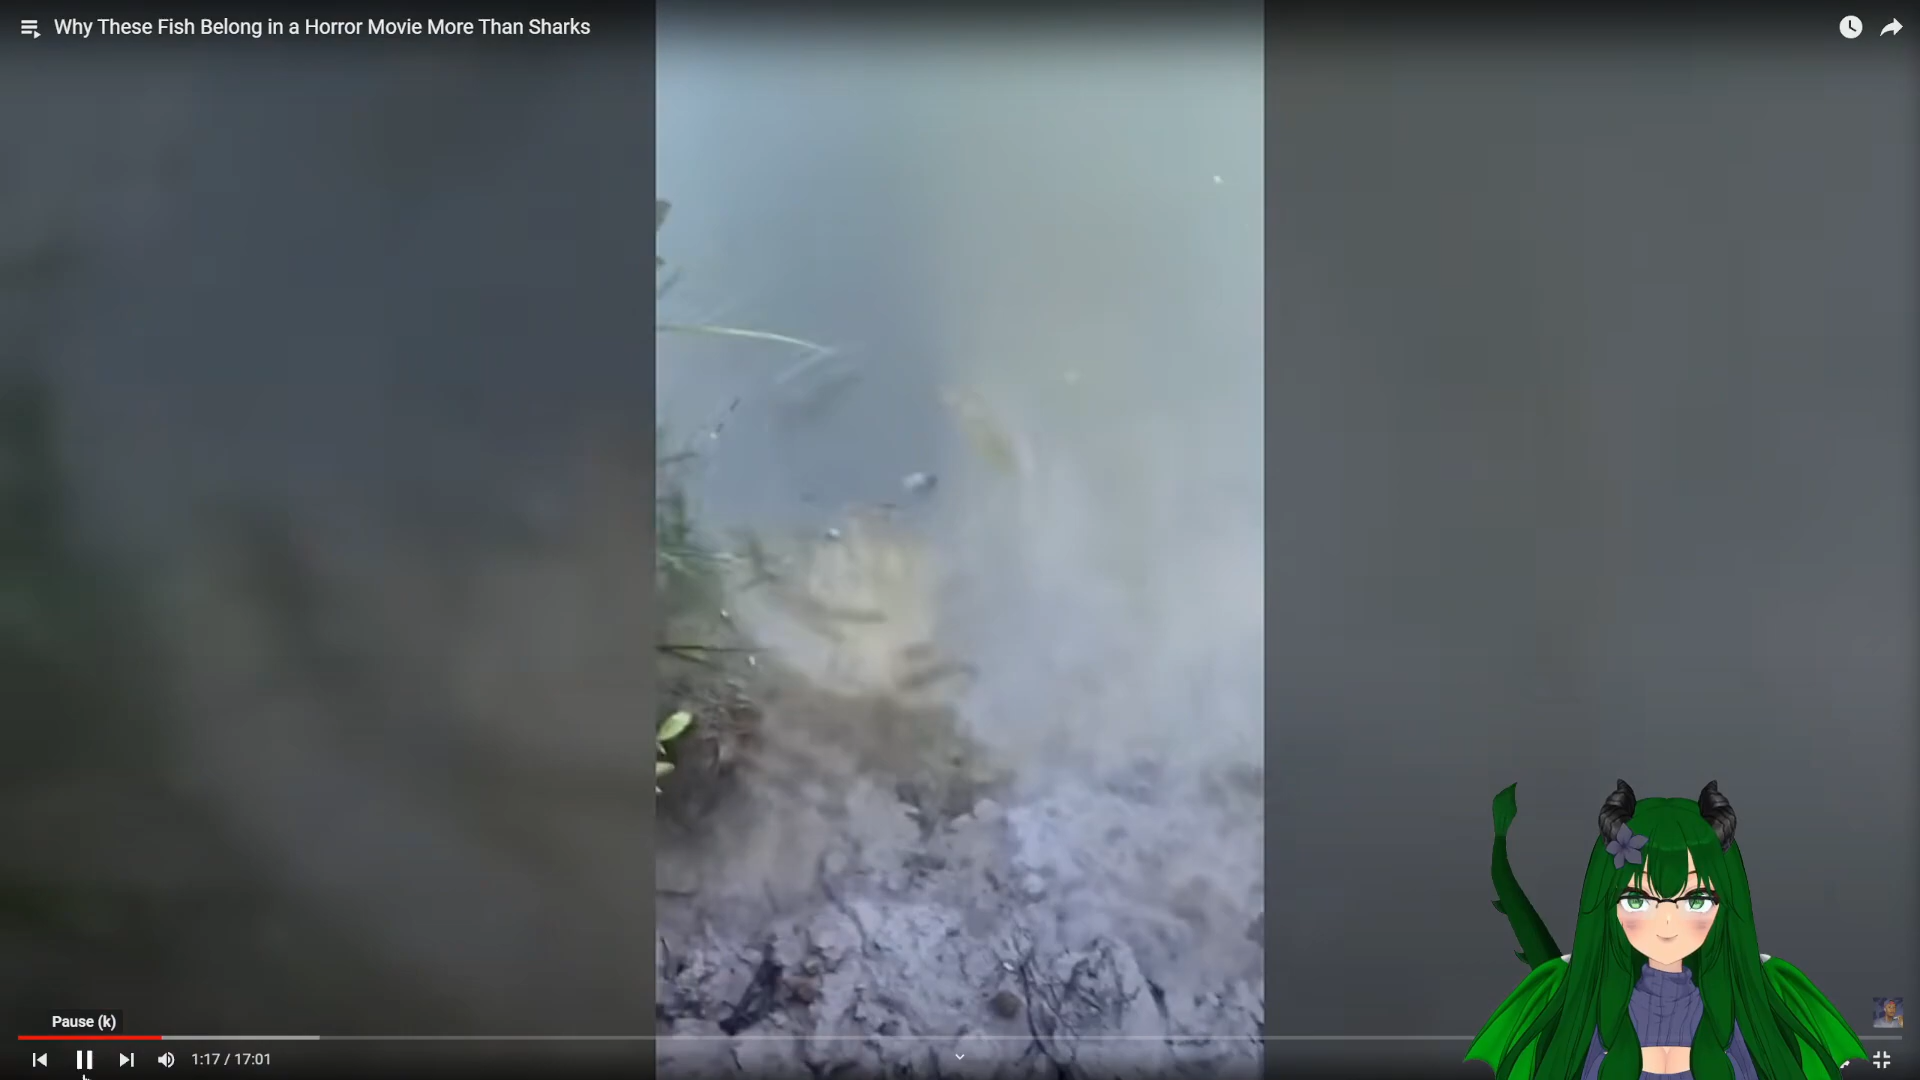 Why These Fish Belong in a Horror Movie More Than Sharks
Pause (k)
1:17 / 17:01